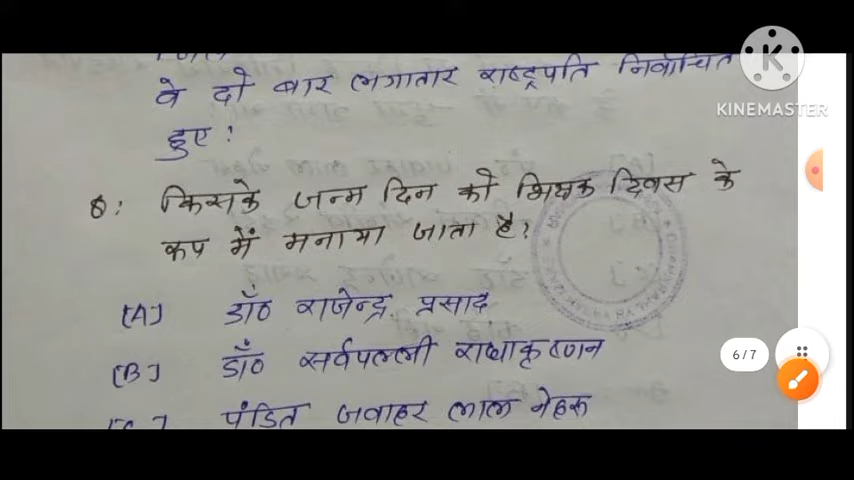 वे दो बार लगातार राष्ट्रपति निर्वाचित
हुए:
KINEMASTER
8: किसके जन्म दिन को शिक्षक दिवस के
रूप में मनाया जाता है?
(A) डॉ० राजेन्द्र प्रसाद
(B) डॉ० सर्वपल्ली राधाकृष्णन
6/7
पंडित जवाहर लाल नेहरू